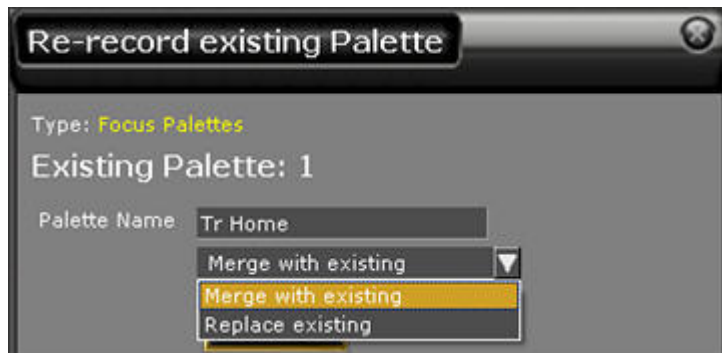 Re-record existing Palette
Type: Focus Palettes
Existing Palette: 1
Palette Name Tr Home
Merge with existing
Merge with existing
Replace existing